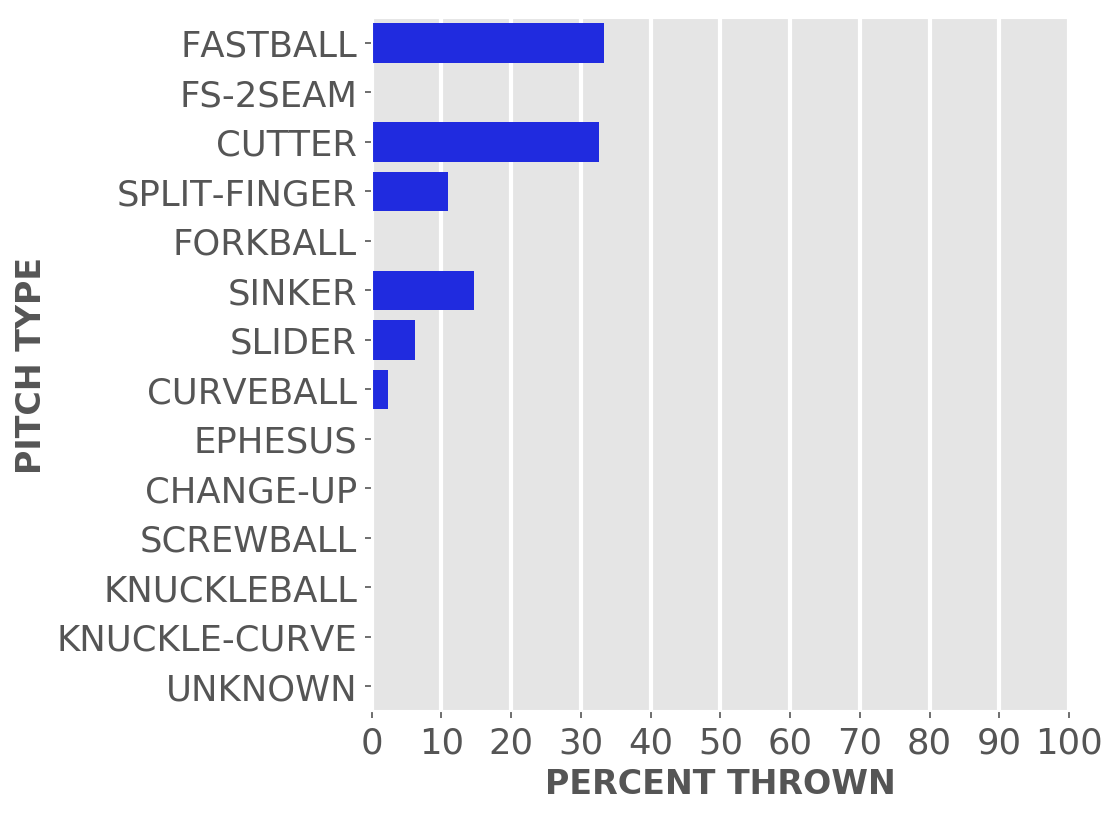 FASTBALL
FS-2SEAM
CUTTER
SPLIT-FINGER
FORKBALL
SINKER
SLIDER
CURVEBALL
EPHESUS
CHANGE-UP
SCREWBALL
KNUCKLEBALL
KNUCKLE-CURVE
UNKNOWN
PITCH TYPE
0 10 20 30 40 50 60 70 80 90 100
PERCENT THROWN